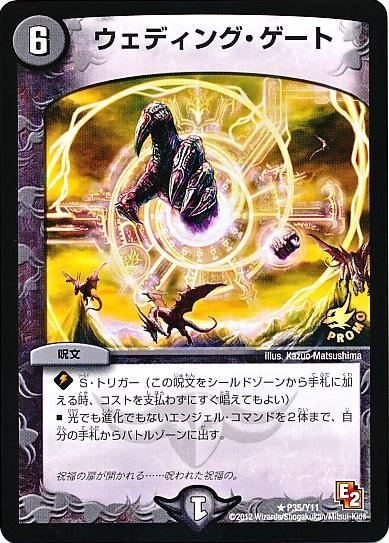 6
ウェディング・ゲート
PROMO
illus. Kazuo Matsushima
呪文
S・トリガー（この呪文をシールドゾーンから手札に加
える時、コストを支払わずにすぐ唱えてもよい）
■ 光でも進化でもないエンジェル・コマンドを2体まで、自
分の手札からバトルゾーンに出す。
祝福の扉が開かれる……呪われた祝福の。
1
E2
★P35/Y11
©2012 Wizards/Shogakukan/Mitsui-Kids